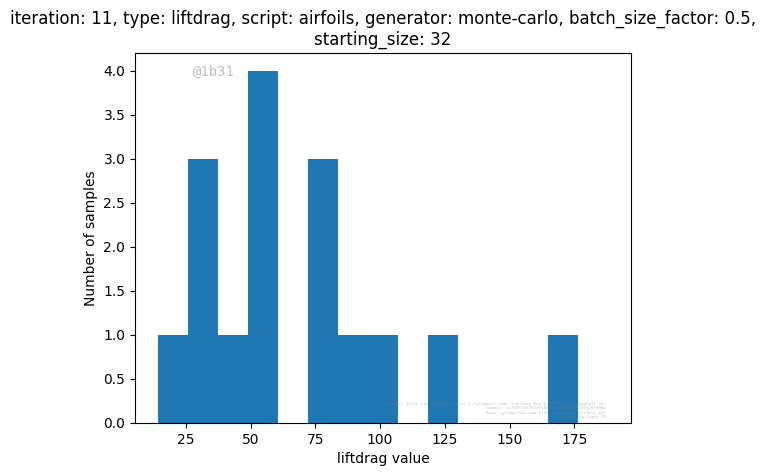 iteration: 11, type: liftdrag, script: airfoils, generator: monte-carlo, batch_size_factor: 0.5,
starting_size: 32
@1b31
4.0
3.5
3.0
2.5
2.0
1.5
1.0
0.5
0.0
Number of samples
25 50 75 100 125 150 175
liftdrag value